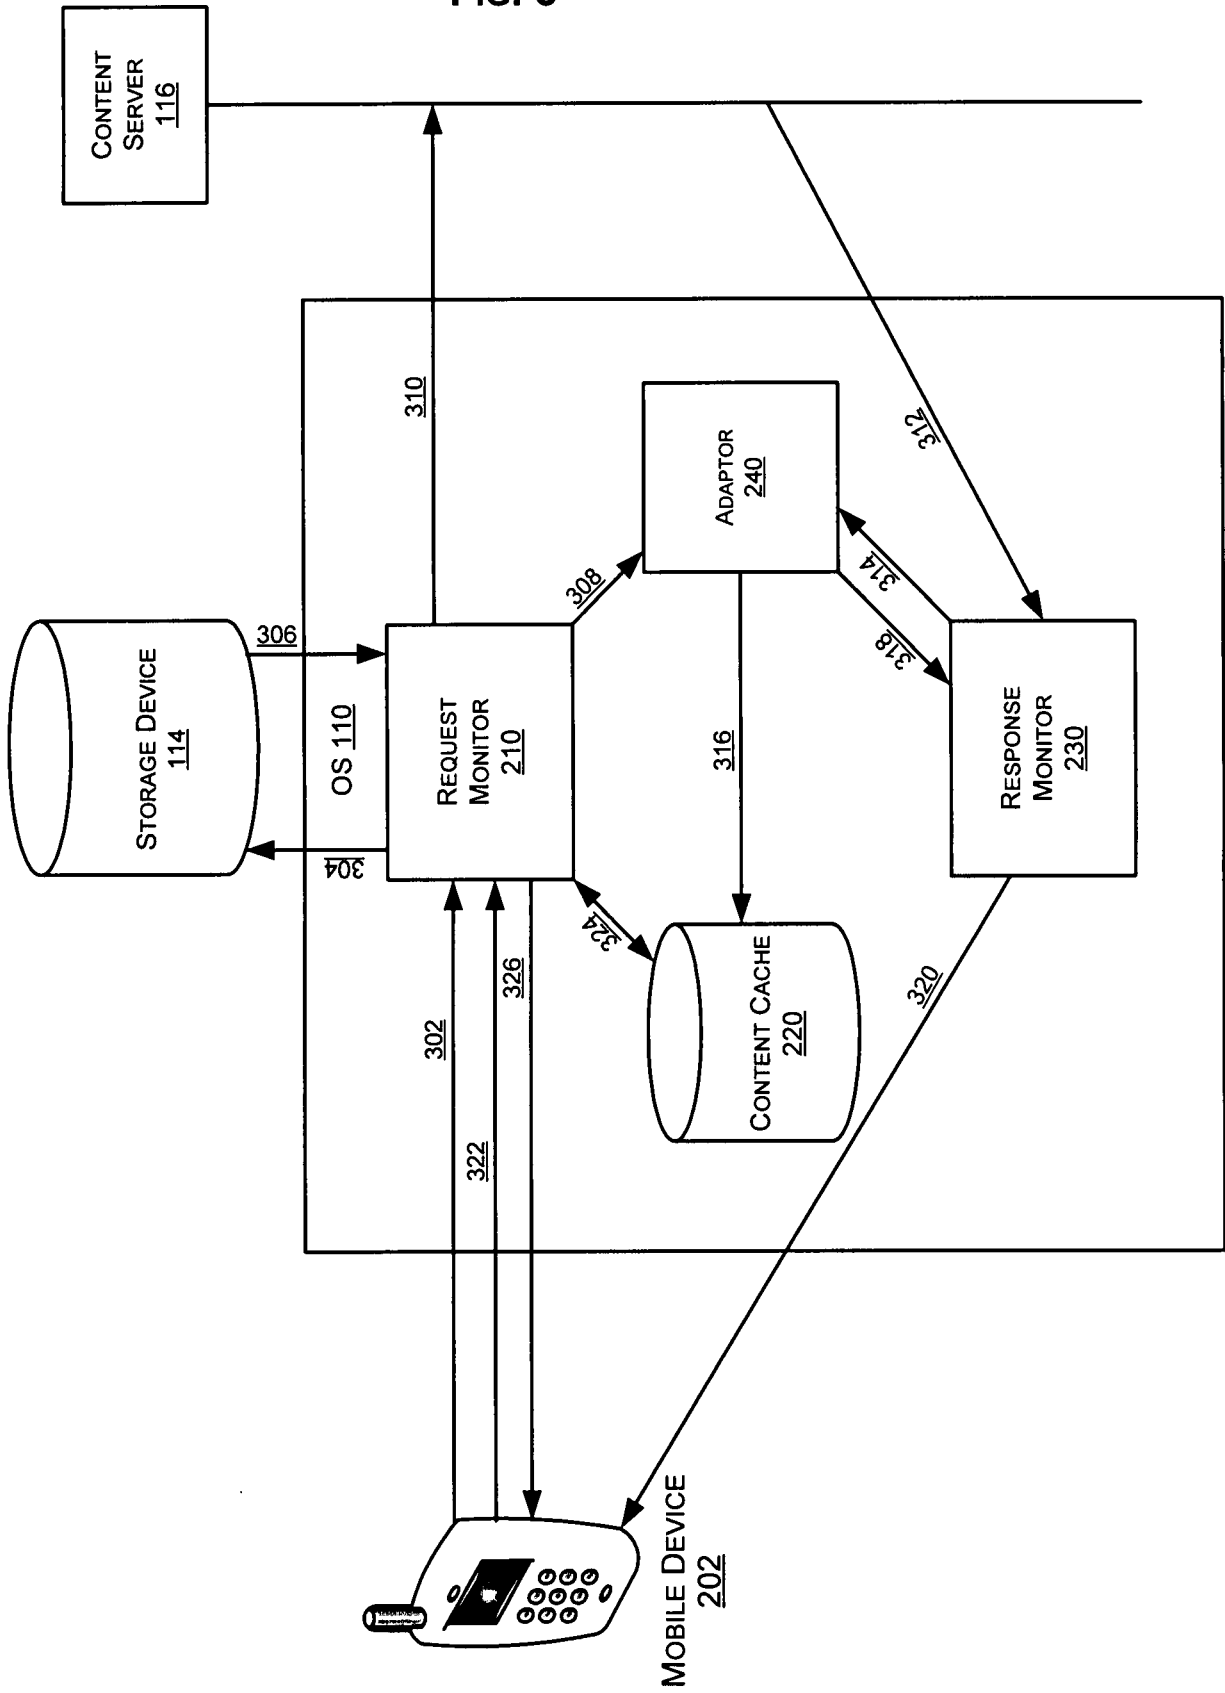 FIG.
CONTENT
SERVER
116
STORAGE DEVICE
114
304
306
OS 110
310
REQUEST
MONITOR
210
302
322
326
308
324
ADAPTOR
240
316
CONTENT CACHE
220
312
314
318
RESPONSE
MONITOR
230
320
MOBILE DEVICE
202